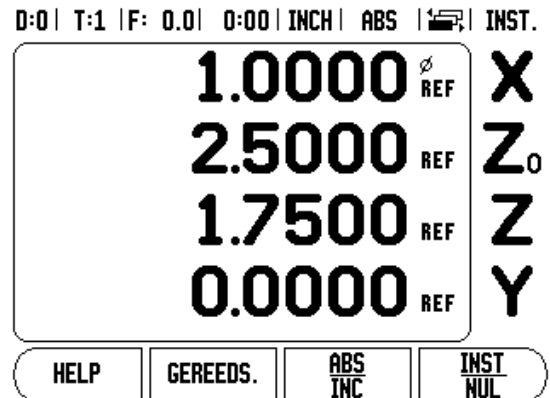 D:0 | T:1 | F: 0.0 | 0:00 | INCH | ABS | INST.
1.0000 ⌀ REF X
2.5000 REF Z₀
1.7500 REF Z
0.0000 REF Y
HELP GEREEDS. ABS INST
INC NUL